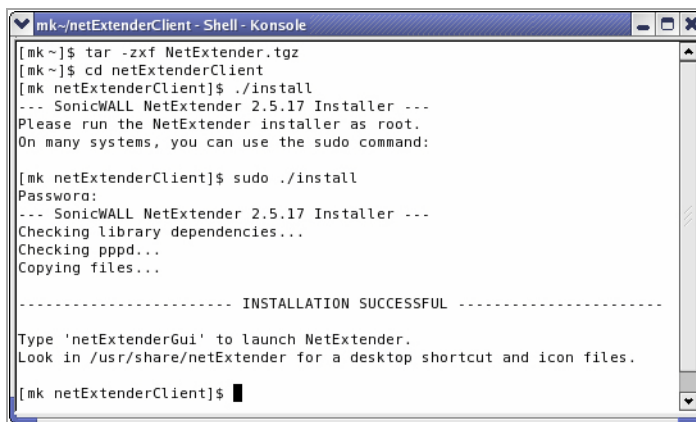 mk~/netExtenderClient - Shell - Konsole
[mk ~]$ tar -zxf NetExtender.tgz
[mk ~]$ cd netExtenderClient
[mk netExtenderClient]$ ./install
--- SonicWALL NetExtender 2.5.17 Installer ---
Please run the NetExtender installer as root.
On many systems, you can use the sudo command:
[mk netExtenderClient]$ sudo ./install
Password:
--- SonicWALL NetExtender 2.5.17 Installer ---
Checking library dependencies...
Checking pppd...
Copying files...
------------------------ INSTALLATION SUCCESSFUL -----------------------
Type 'netExtenderGui' to launch NetExtender.
Look in /usr/share/netExtender for a desktop shortcut and icon files.
[mk netExtenderClient]$